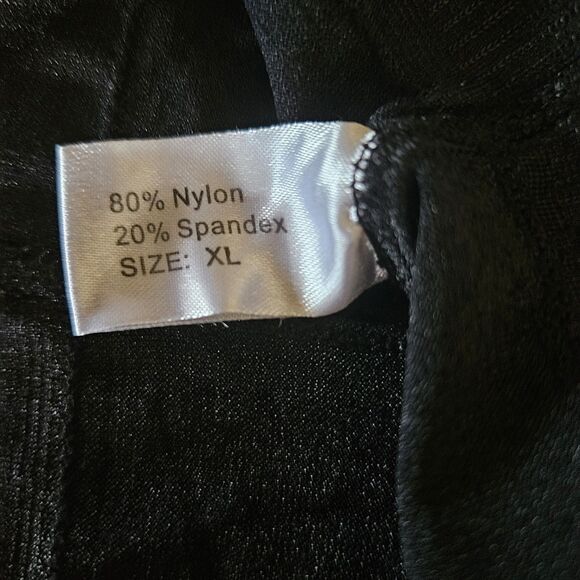 80% Nylon
20% Spandex
SIZE: XL